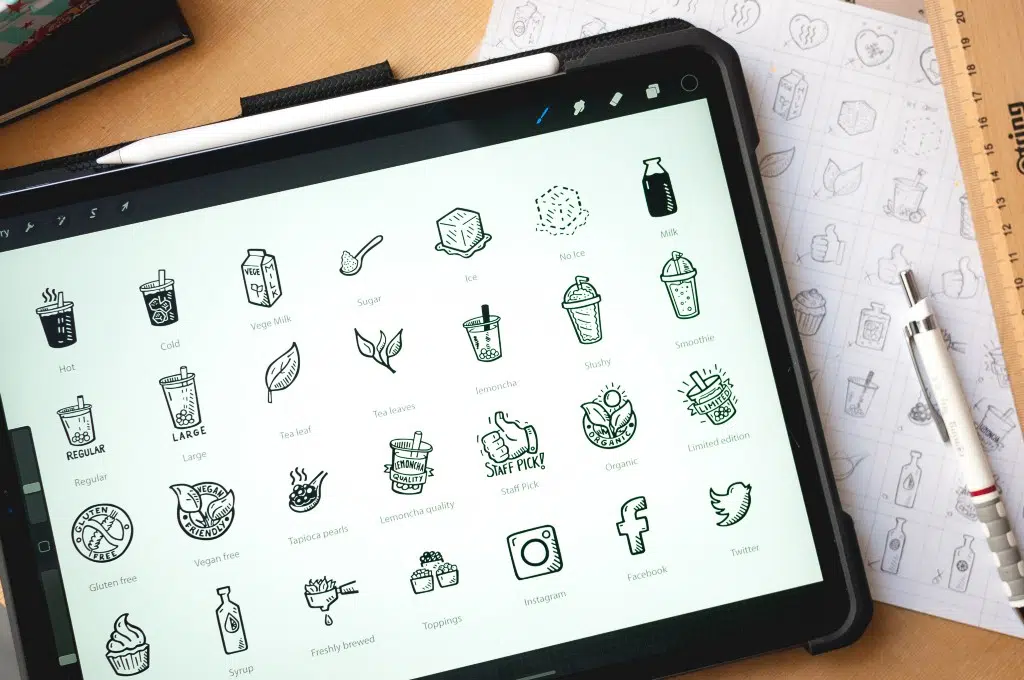 Hot
Cold
VEGE
MILK
Vege Milk
Sugar
Ice
No Ice
Milk
REGULAR
Regular
LARGE
Large
Tea leaf
Tea leaves
lemoncha
Slushy
Smoothie
GLUTEN
FREE
Gluten free
VEGAN
FRIENDLY
Vegan free
Tapioca pearls
LEMONCHA
QUALITY
Lemoncha quality
STAFF PICK!
Staff Pick
ORGANIC
Organic
LIMITED
Limited edition
Syrup
Freshly brewed
Toppings
Instagram
Facebook
Twitter
20
19
18
17
16
15
14
13
12
11
10